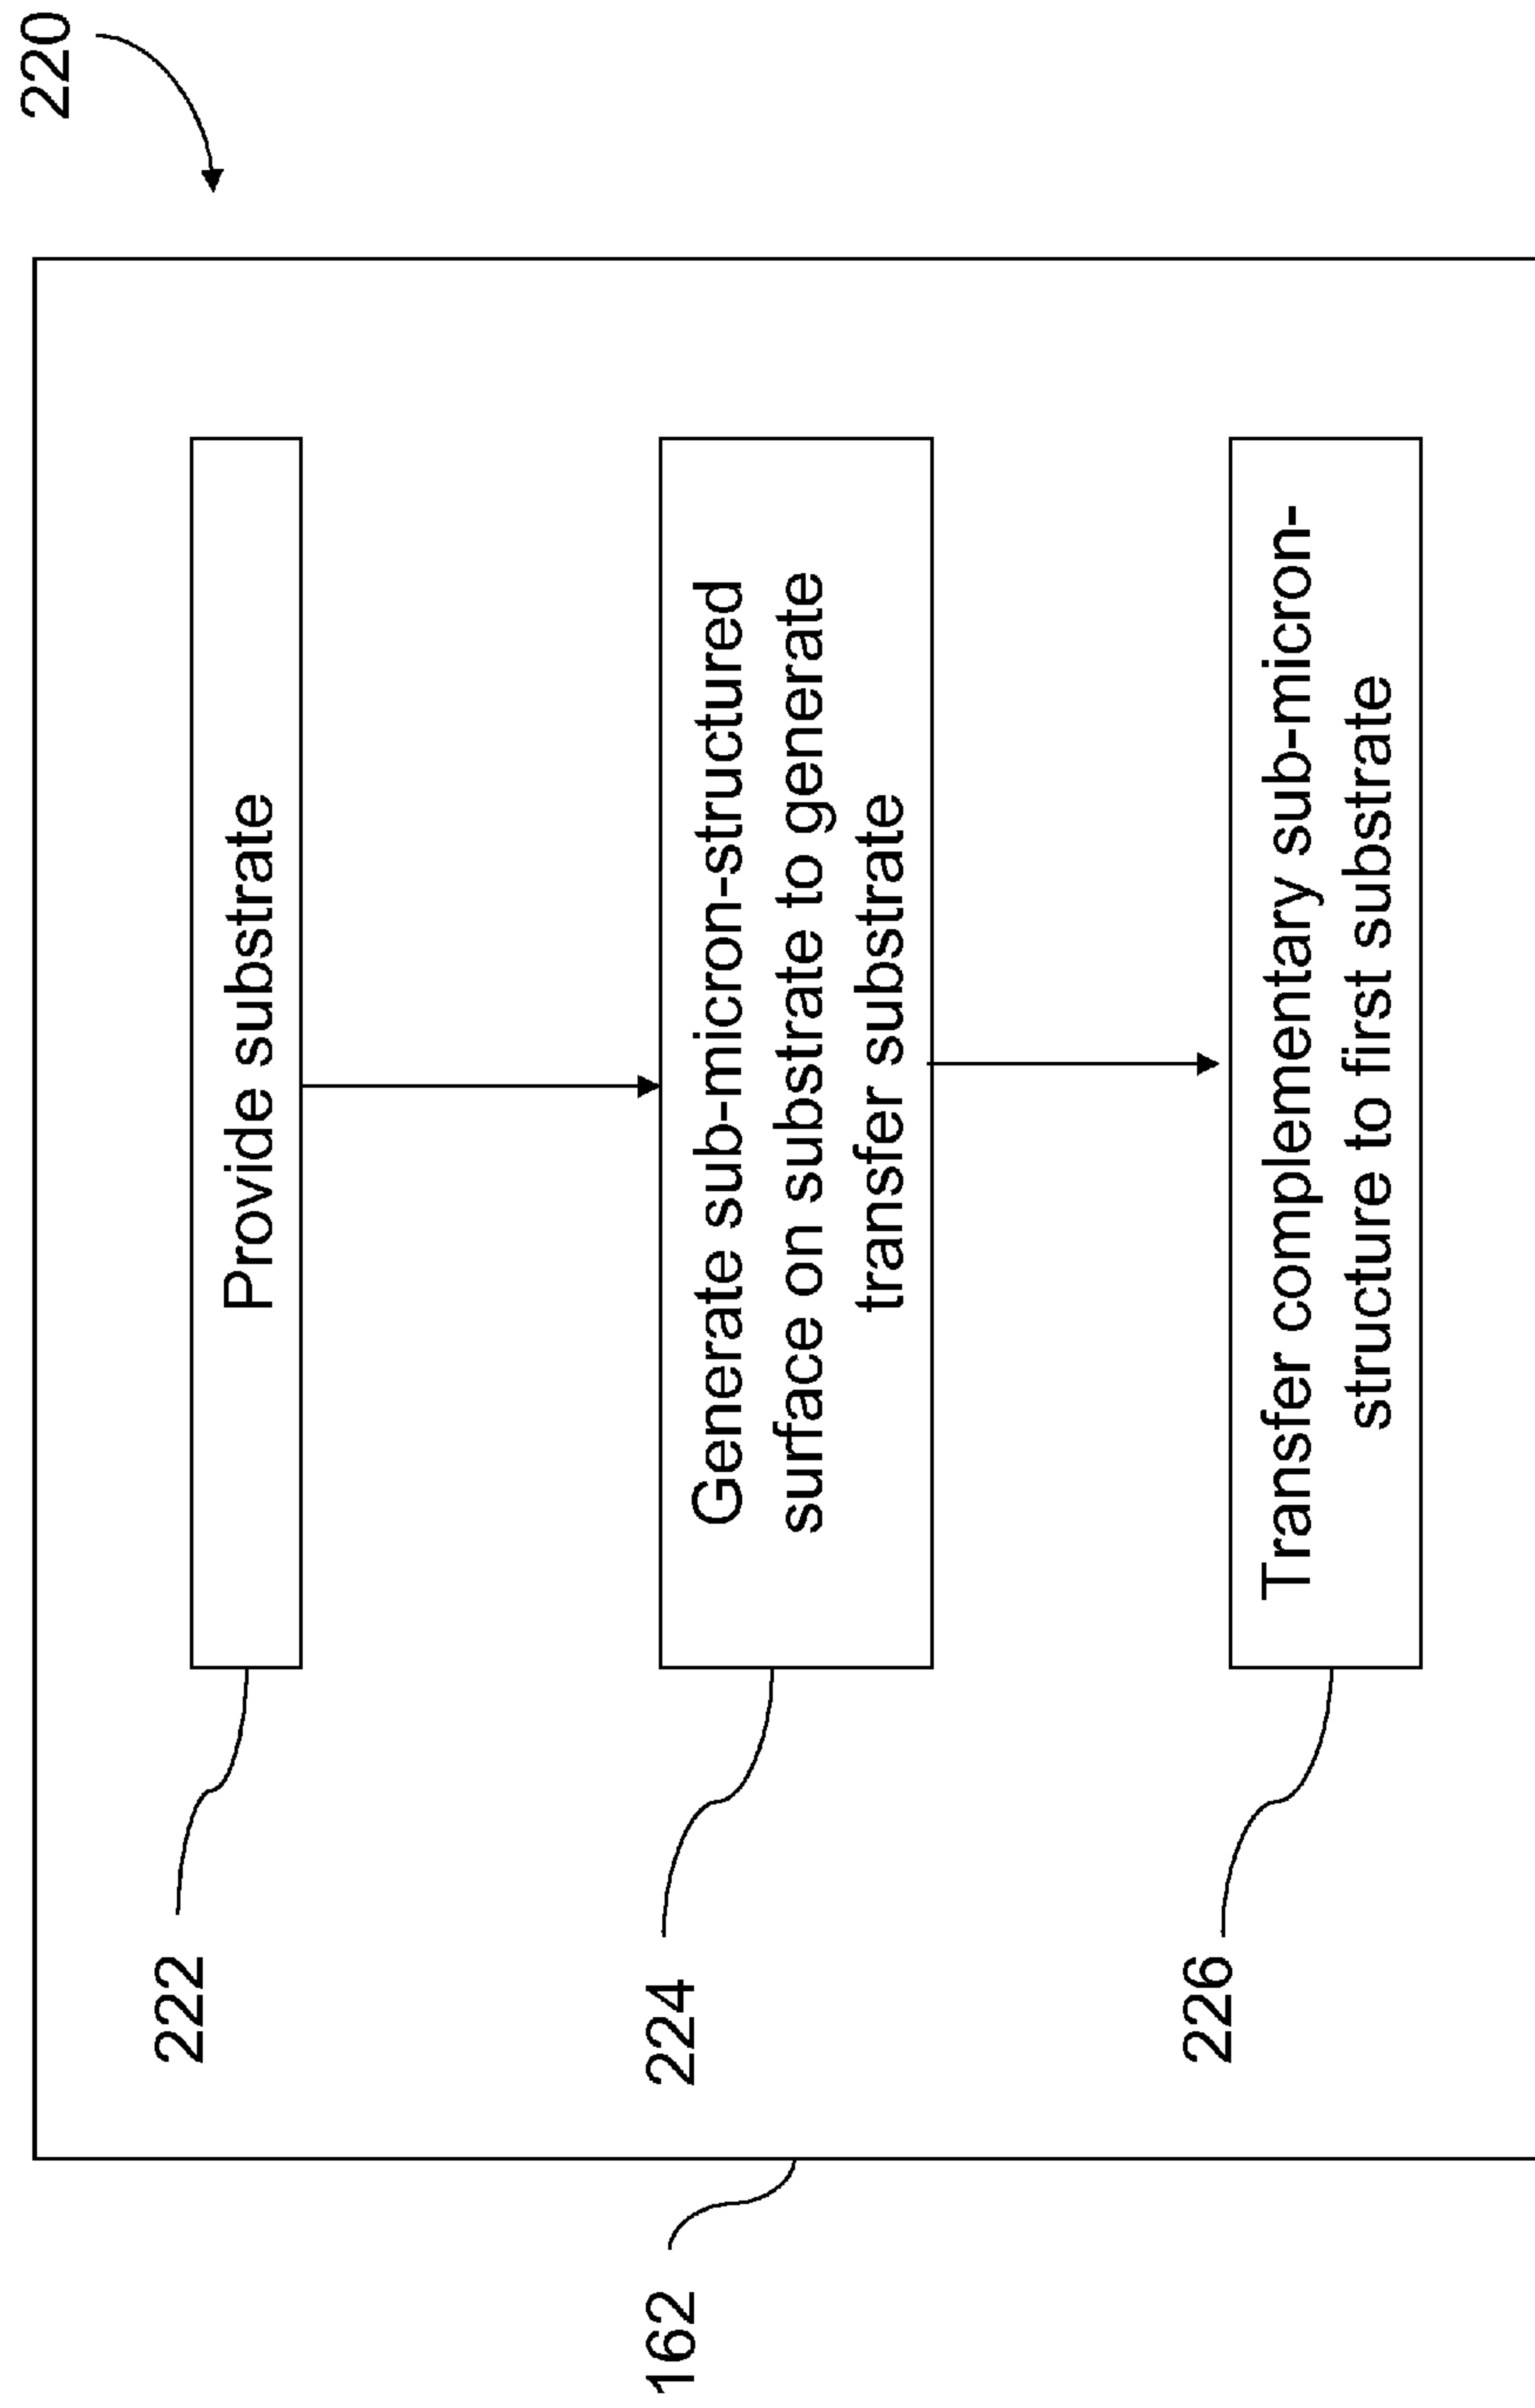 220
222
Provide substrate
162
224
Generate sub-micron-structured
surface on substrate to generate
transfer substrate
226
Transfer complementary sub-micron-
structure to first substrate